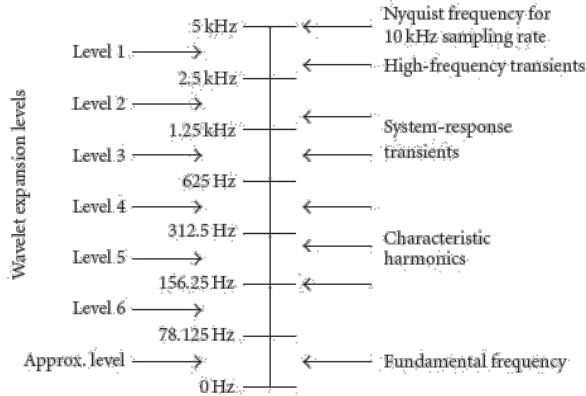 Wavelet expansion levels
Level 1
Level 2
Level 3
Level 4
Level 5
Level 6
Approx. level
5 kHz
2.5 kHz
1.25 kHz
625 Hz
312.5 Hz
156.25 Hz
78.125 Hz
0 Hz
Nyquist frequency for
10 kHz sampling rate
High-frequency transients
System-response
transients
Characteristic
harmonics
Fundamental frequency